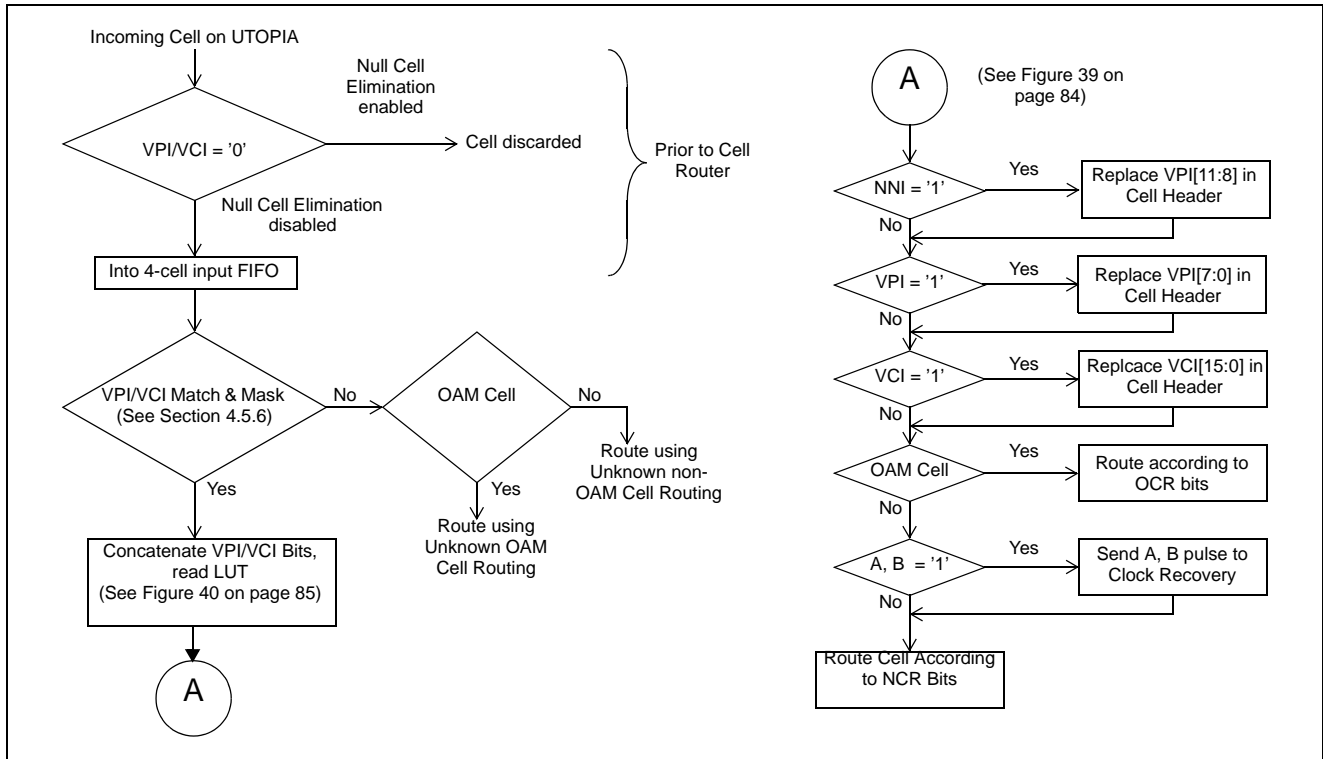 Incoming Cell on UTOPIA
Null Cell
Elimination
enabled
VPI/VCI = '0'
Cell discarded
Prior to Cell
Router
Null Cell Elimination
disabled
Into 4-cell input FIFO
VPI/VCI Match & Mask
(See Section 4.5.6)
No
OAM Cell
No
Route using
Unknown non-
OAM Cell Routing
Yes
Route using
Unknown OAM
Cell Routing
Yes
Concatenate VPI/VCI Bits,
read LUT
(See Figure 40 on page 85)
A
A
(See Figure 39 on
page 84)
NNI = '1'
Yes
Replace VPI[11:8] in
Cell Header
No
VPI = '1'
Yes
Replace VPI[7:0] in
Cell Header
No
VCI = '1'
Yes
Replcace VCI[15:0] in
Cell Header
No
OAM Cell
Yes
Route according to
OCR bits
No
A, B = '1'
Yes
Send A, B pulse to
Clock Recovery
No
Route Cell According
to NCR Bits